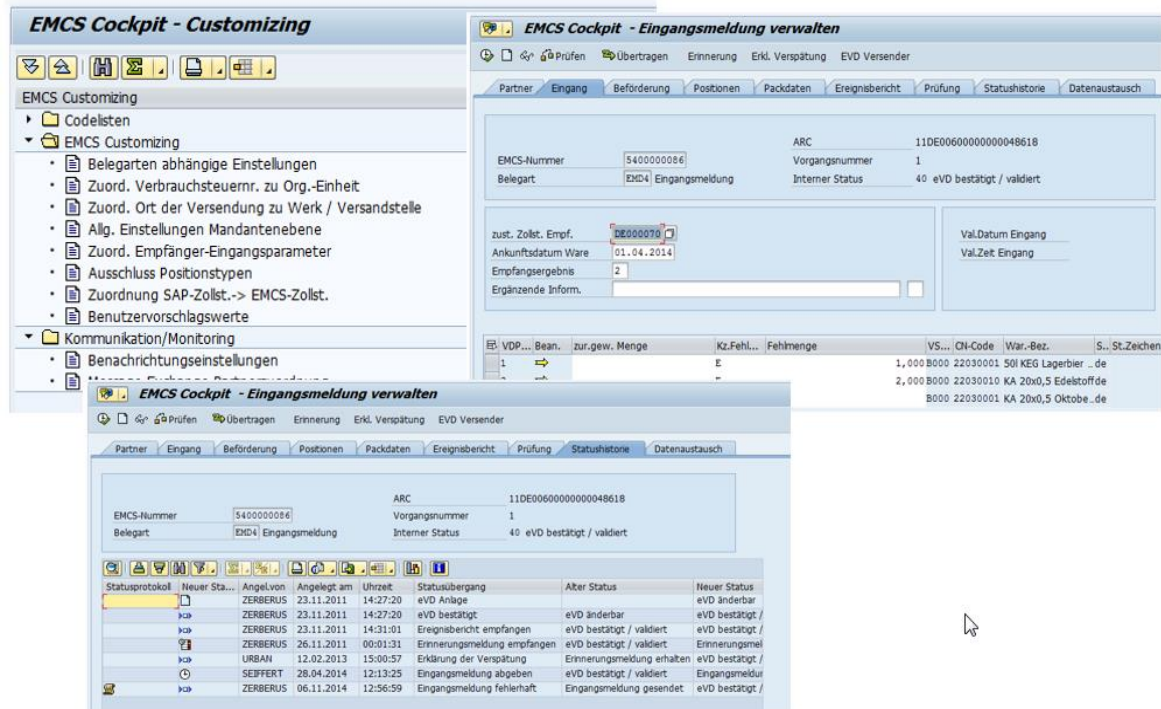 EMCS Cockpit - Customizing
EMCS Customizing
Codelisten
EMCS Customizing
Belegarten abhängige Einstellungen
Zuord. Verbrauchsteuernr. zu Org.-Einheit
Zuord. Ort der Versendung zu Werk / Versandstelle
Allg. Einstellungen Mandantenebene
Zuord. Empfänger-Eingangsparameter
Ausschluss Positionstypen
Zuordnung SAP-Zollst.-> EMCS-Zollst.
Benutzervorschlagswerte
Kommunikation/Monitoring
Benachrichtungseinstellungen
EMCS Cockpit - Eingangsmeldung verwalten
Prüfen Übertragen Erinnerung Erkl. Verspätung EVD Versender
Partner Eingang Beförderung Positionen Packdaten Ereignisbericht Prüfung Statushistorie Datenaustausch
ARC 11DE00600000000048618
EMCS-Nummer 5400000086 Vorgangsnummer 1
Belegart EMD4 Eingangsmeldung Interner Status 40 eVD bestätigt / validiert
zust. Zollst. Empf. DE000070 Val.Datum Eingang
Ankunftsdatum Ware 01.04.2014 Val.Zeit Eingang
Empfangsergebnis 2
Ergänzende Inform.
VDP... Bean. zur.gew. Menge Kz.Fehl... Fehlmenge VS... CN-Code War.-Bez. S.. St.Zeichen
1 E 1,000 B000 22030001 50l KEG Lagerbier .. de
E 2,000 B000 22030010 KA 20x0,5 Edelstoff de
B000 22030001 KA 20x0,5 Oktobe.. de
EMCS Cockpit - Eingangsmeldung verwalten
Prüfen Übertragen Erinnerung Erkl. Verspätung EVD Versender
Partner Eingang Beförderung Positionen Packdaten Ereignisbericht Prüfung Statushistorie Datenaustausch
ARC 11DE00600000000048618
EMCS-Nummer 5400000086 Vorgangsnummer 1
Belegart EMD4 Eingangsmeldung Interner Status 40 eVD bestätigt / validiert
Statusprotokoll Neuer Sta... Angel.von Angelegt am Uhrzeit Statusübergang Alter Status Neuer Status
ZERBERUS 23.11.2011 14:27:20 eVD Anlage eVD änderbar
ZERBERUS 23.11.2011 14:27:20 eVD bestätigt eVD änderbar eVD bestätigt /
ZERBERUS 23.11.2011 14:31:01 Ereignisbericht empfangen eVD bestätigt / validiert eVD bestätigt /
ZERBERUS 26.11.2011 00:01:31 Erinnerungsmeldung empfangen eVD bestätigt / validiert Erinnerungsmel
URBAN 12.02.2013 15:00:57 Erklärung der Verspätung Erinnerungsmeldung erhalten eVD bestätigt /
SEIFFERT 28.04.2014 12:13:25 Eingangsmeldung abgeben eVD bestätigt / validiert Eingangsmeldur
ZERBERUS 06.11.2014 12:56:59 Eingangsmeldung fehlerhaft Eingangsmeldung gesendet eVD bestätigt /